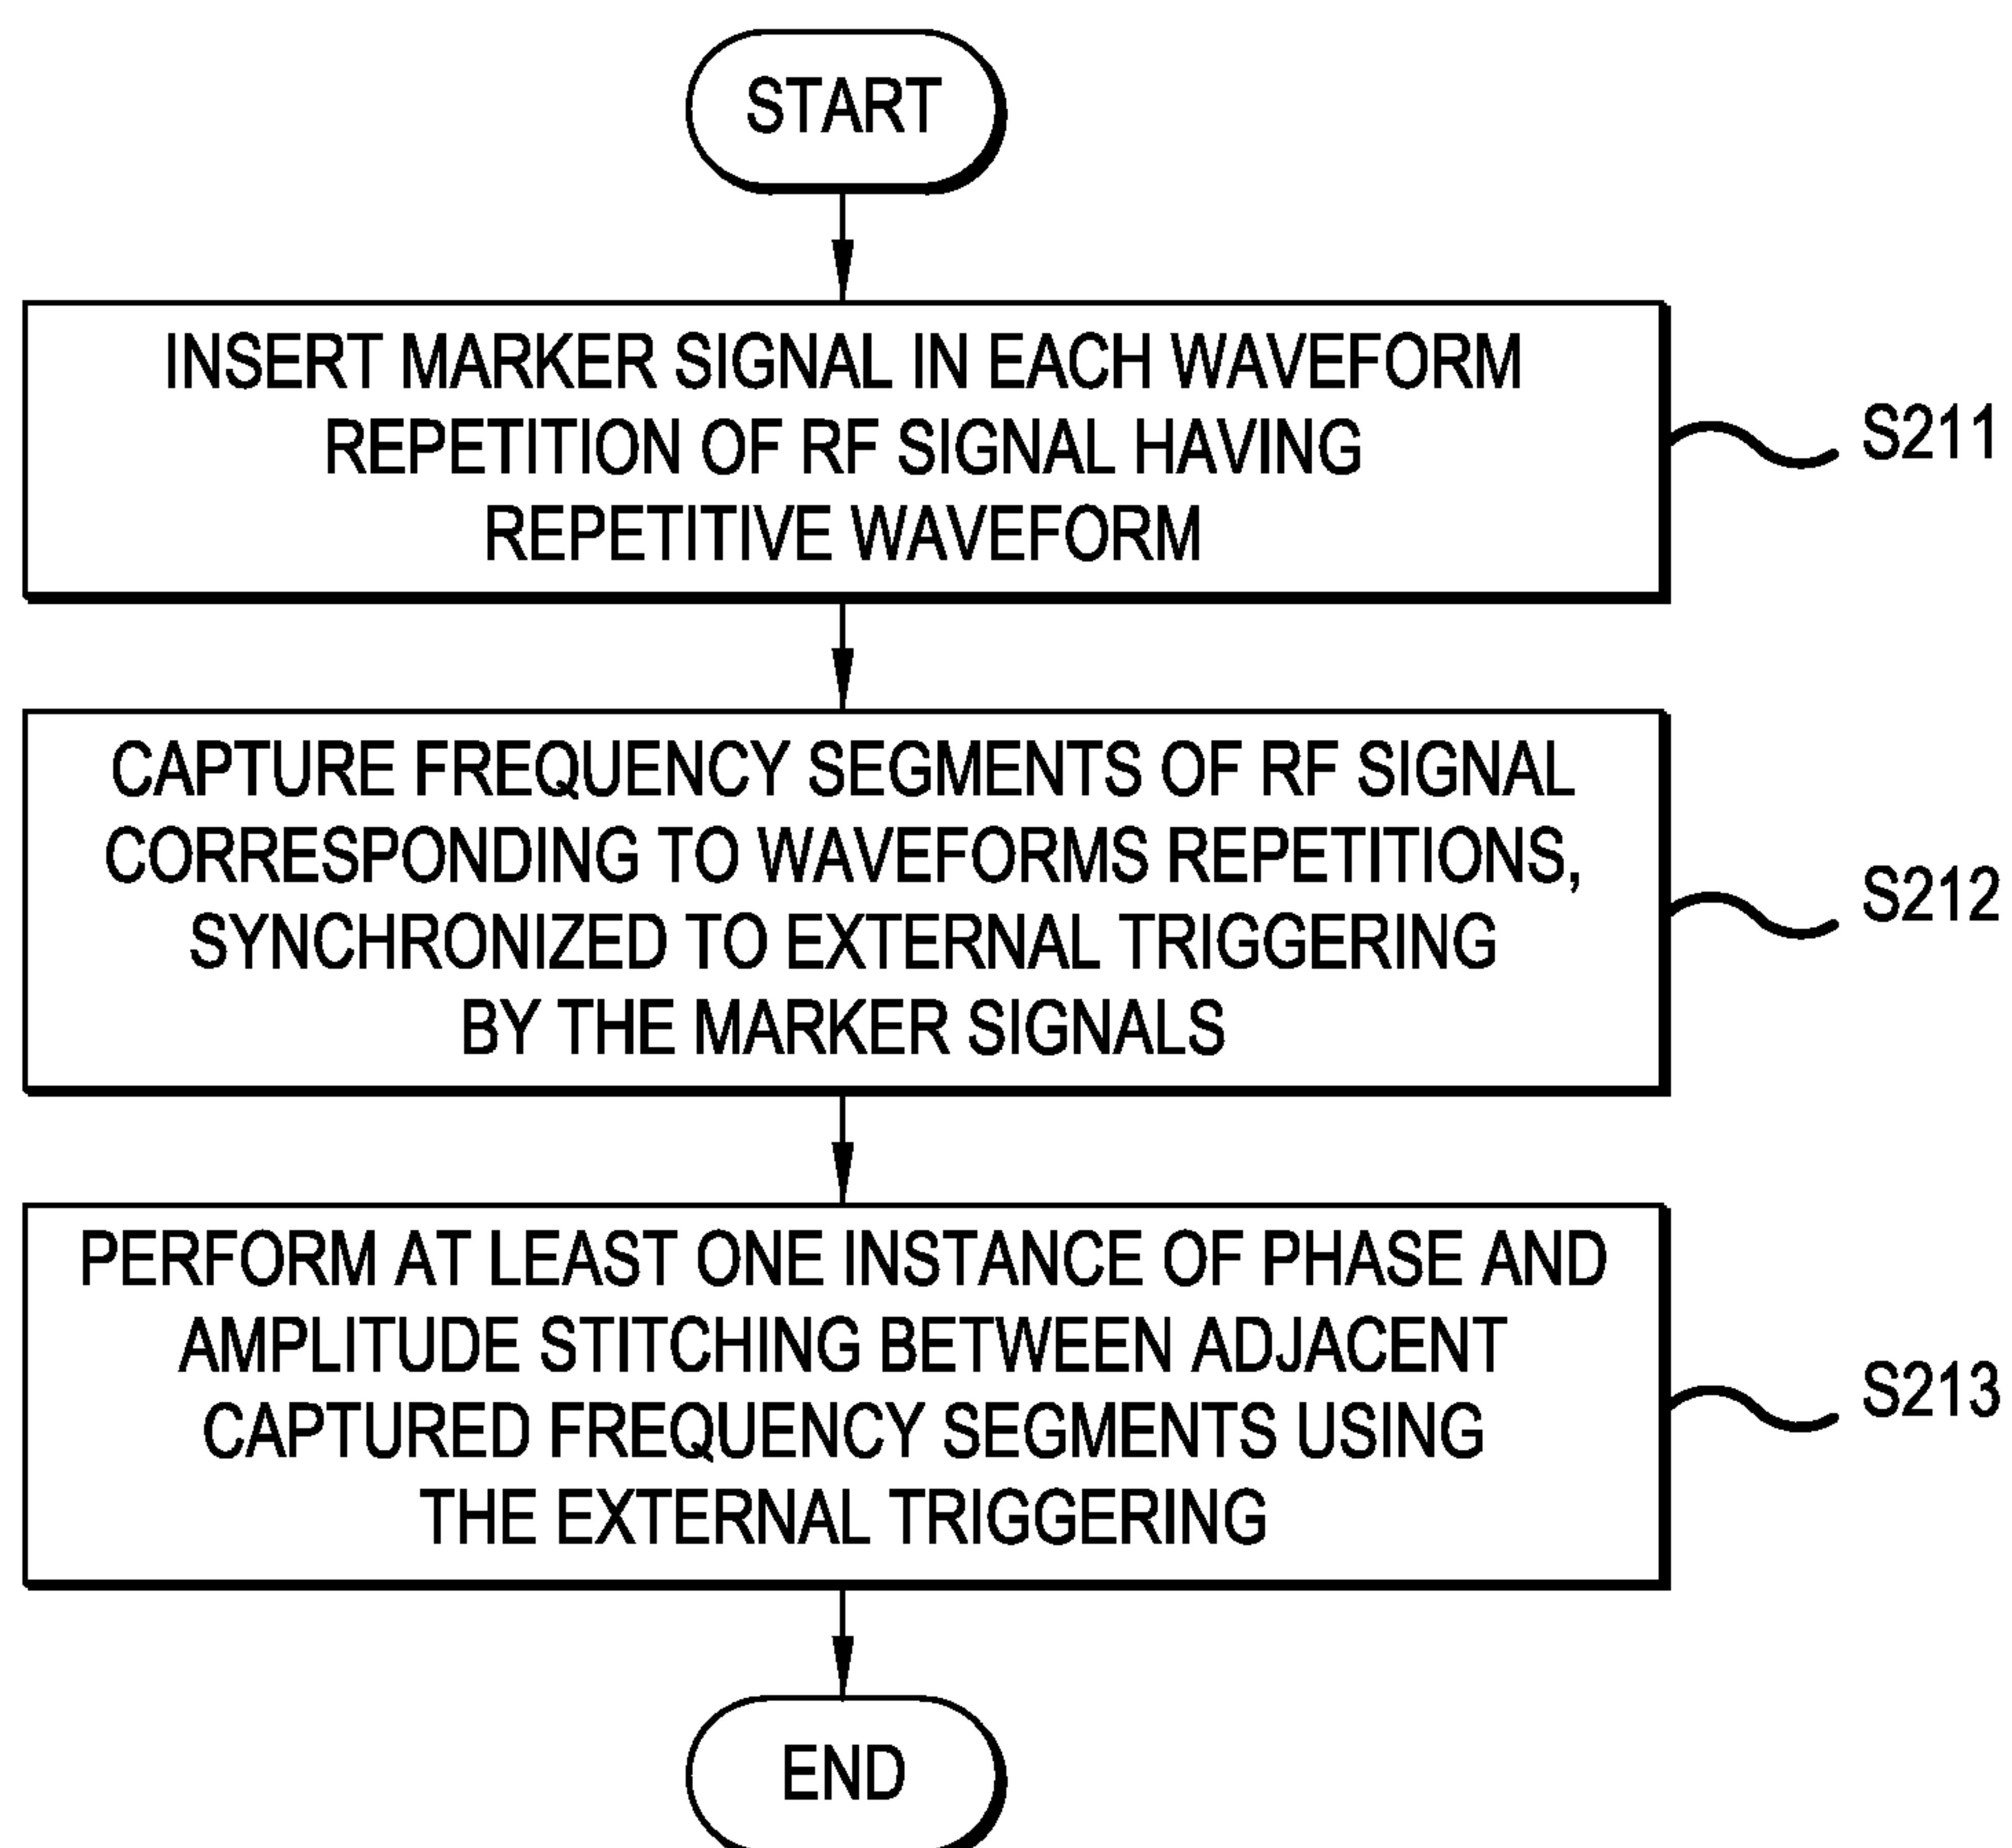 START
INSERT MARKER SIGNAL IN EACH WAVEFORM
REPETITION OF RF SIGNAL HAVING
REPETITIVE WAVEFORM
S211
CAPTURE FREQUENCY SEGMENTS OF RF SIGNAL
CORRESPONDING TO WAVEFORMS REPETITIONS,
SYNCHRONIZED TO EXTERNAL TRIGGERING
BY THE MARKER SIGNALS
S212
PERFORM AT LEAST ONE INSTANCE OF PHASE AND
AMPLITUDE STITCHING BETWEEN ADJACENT
CAPTURED FREQUENCY SEGMENTS USING
THE EXTERNAL TRIGGERING
S213
END